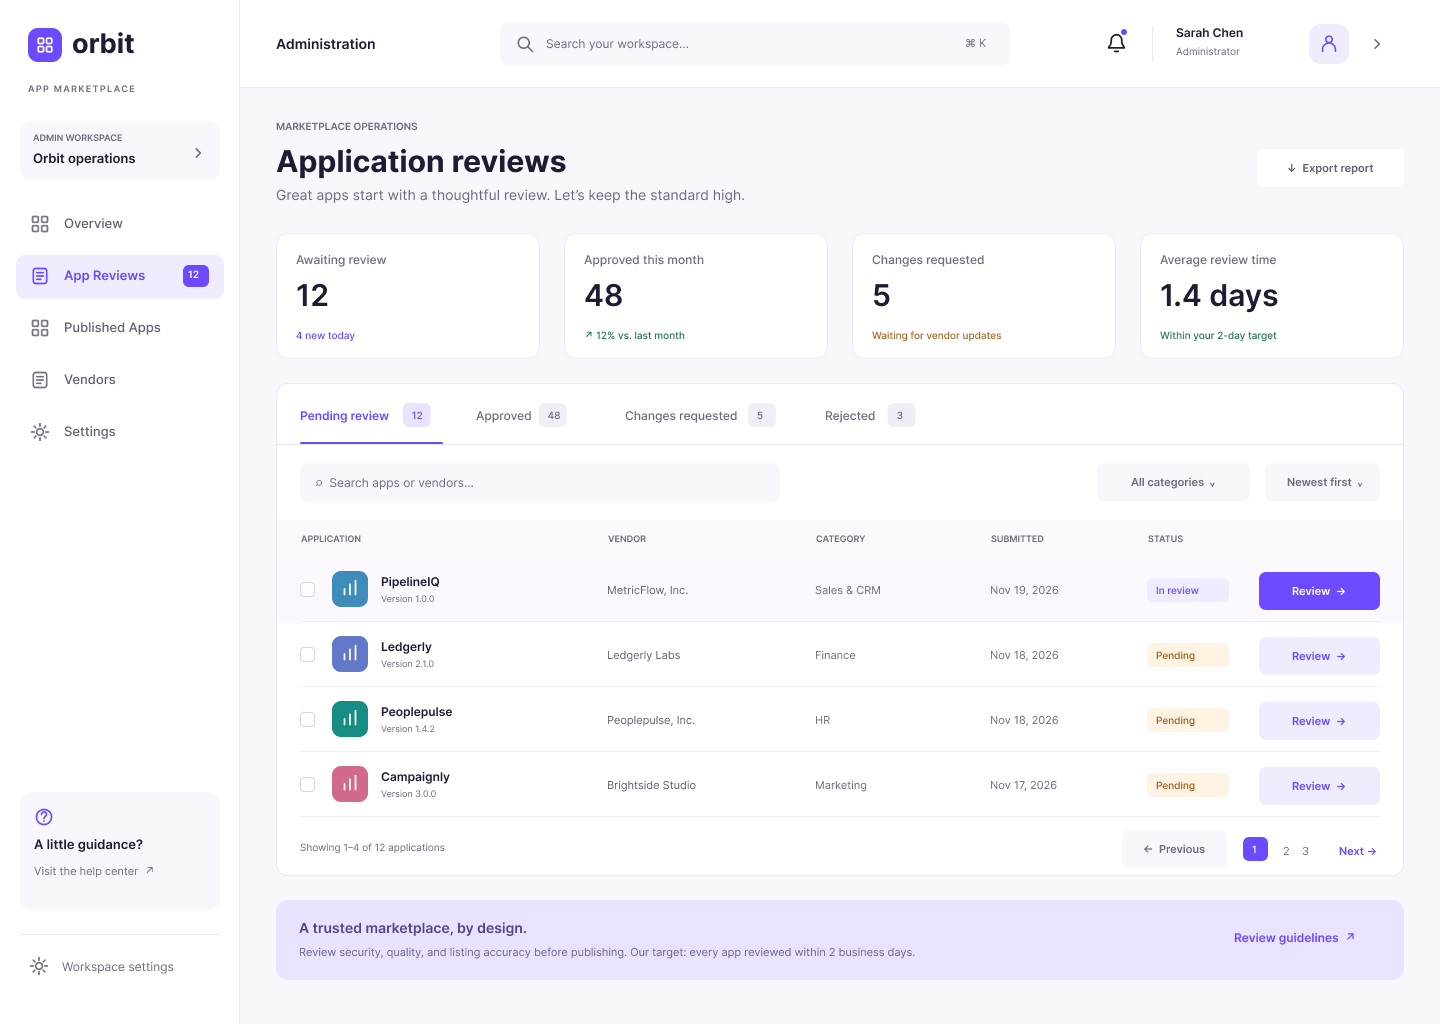 orbit
APP MARKETPLACE
ADMIN WORKSPACE
Orbit operations
Overview
App Reviews 12
Published Apps
Vendors
Settings
A little guidance?
Visit the help center ↗
Workspace settings
Administration
Search your workspace...
⌘ K
Sarah Chen
Administrator
MARKETPLACE OPERATIONS
Application reviews
Great apps start with a thoughtful review. Let’s keep the standard high.
↓ Export report
Awaiting review
12
4 new today
Approved this month
48
↗ 12% vs. last month
Changes requested
5
Waiting for vendor updates
Average review time
1.4 days
Within your 2-day target
Pending review 12 Approved 48 Changes requested 5 Rejected 3
⌕ Search apps or vendors...
All categories ⌄ Newest first ⌄
APPLICATION VENDOR CATEGORY SUBMITTED STATUS
PipelineIQ
Version 1.0.0
MetricFlow, Inc. Sales & CRM Nov 19, 2026 In review Review →
Ledgerly
Version 2.1.0
Ledgerly Labs Finance Nov 18, 2026 Pending Review →
Peoplepulse
Version 1.4.2
Peoplepulse, Inc. HR Nov 18, 2026 Pending Review →
Campaignly
Version 3.0.0
Brightside Studio Marketing Nov 17, 2026 Pending Review →
Showing 1–4 of 12 applications
← Previous 1 2 3 Next →
A trusted marketplace, by design.
Review security, quality, and listing accuracy before publishing. Our target: every app reviewed within 2 business days.
Review guidelines ↗